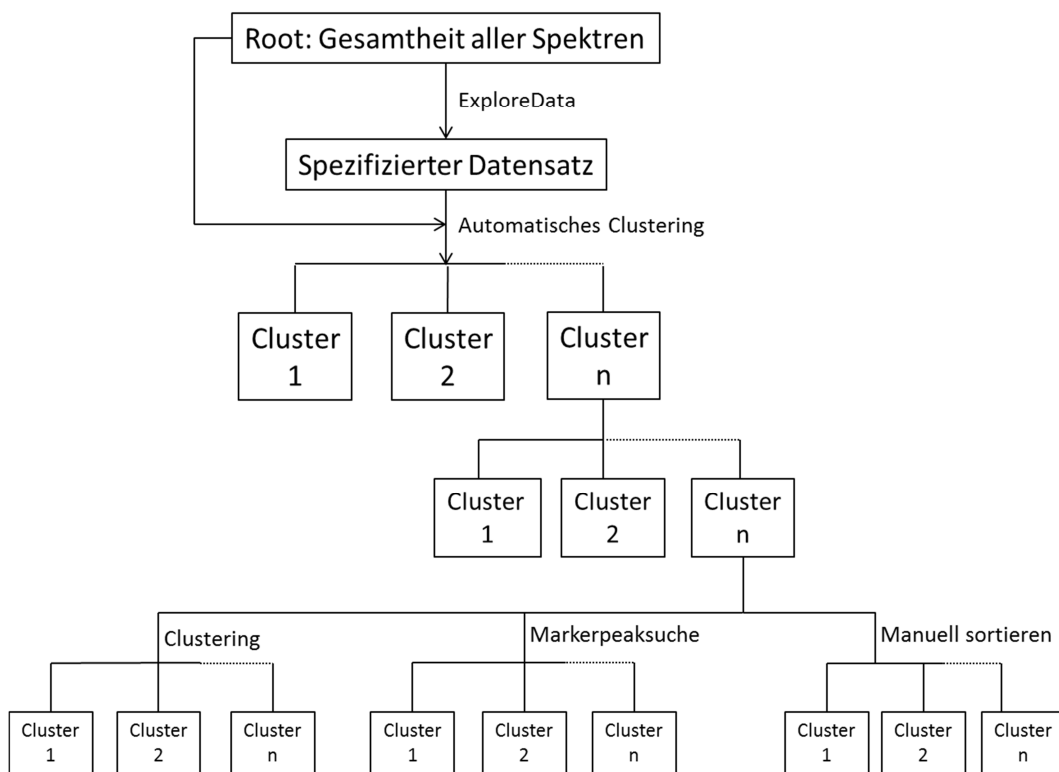 Root: Gesamtheit aller Spektren
ExploreData
Spezifizierter Datensatz
Automatisches Clustering
Cluster
1
Cluster
2
Cluster
n
Cluster
1
Cluster
2
Cluster
n
Clustering
Markerpeaksuche
Manuell sortieren
Cluster
1
Cluster
2
Cluster
n
Cluster
1
Cluster
2
Cluster
n
Cluster
1
Cluster
2
Cluster
n